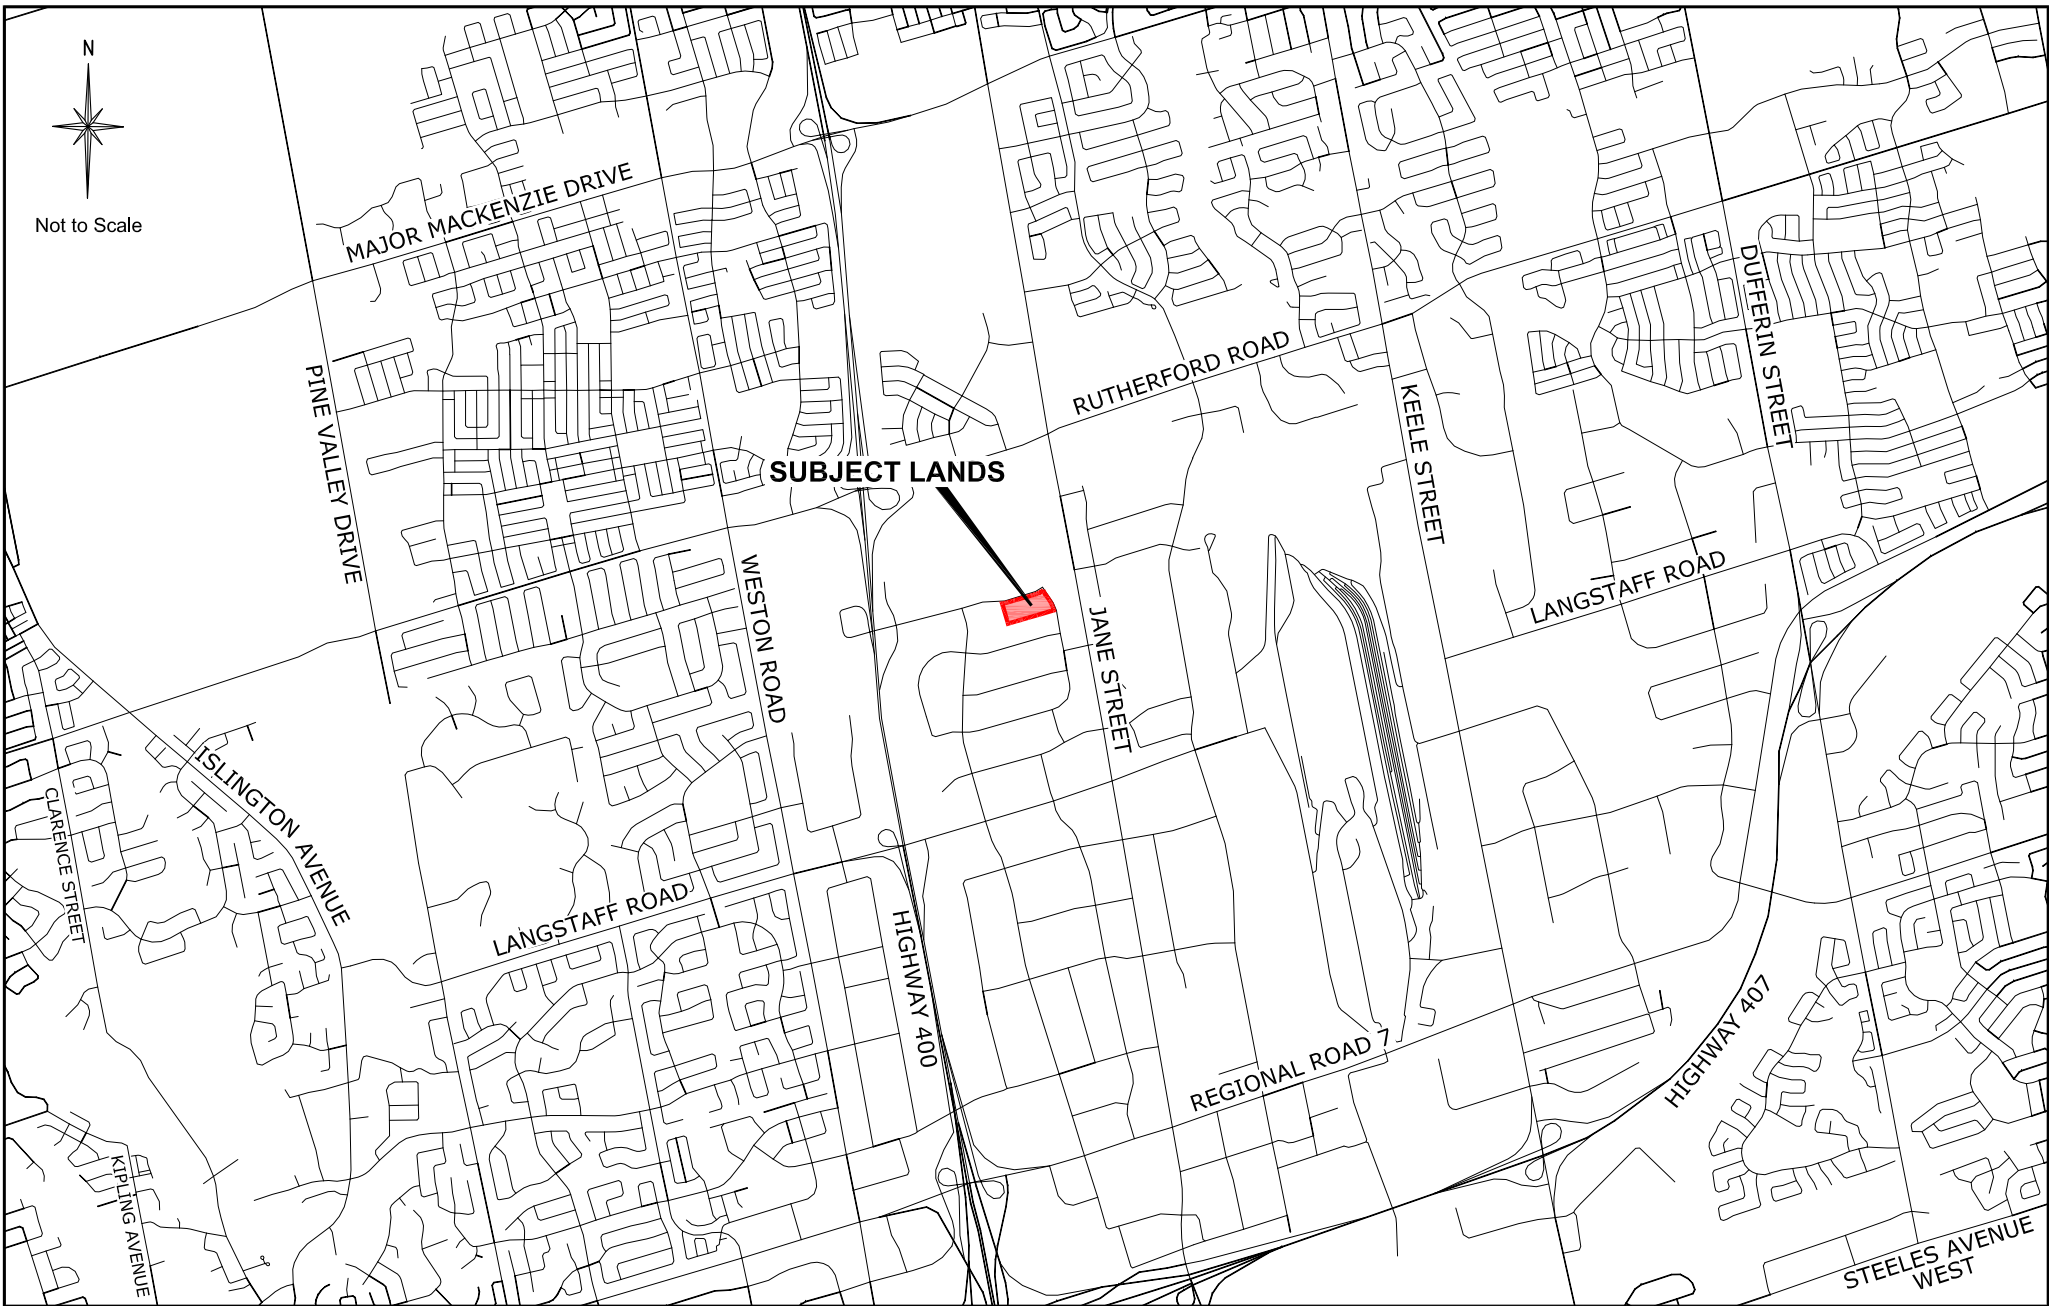 N
Not to Scale
MAJOR MACKENZIE DRIVE
PINE VALLEY DRIVE
RUTHERFORD ROAD
DUFFERIN STREET
KEELE STREET
SUBJECT LANDS
WESTON ROAD
JANE STREET
LANGSTAFF ROAD
ISLINGTON AVENUE
CLARENCE STREET
LANGSTAFF ROAD
HIGHWAY 400
REGIONAL ROAD 7
HIGHWAY 407
KIPLING AVENUE
STEELES AVENUE
WEST